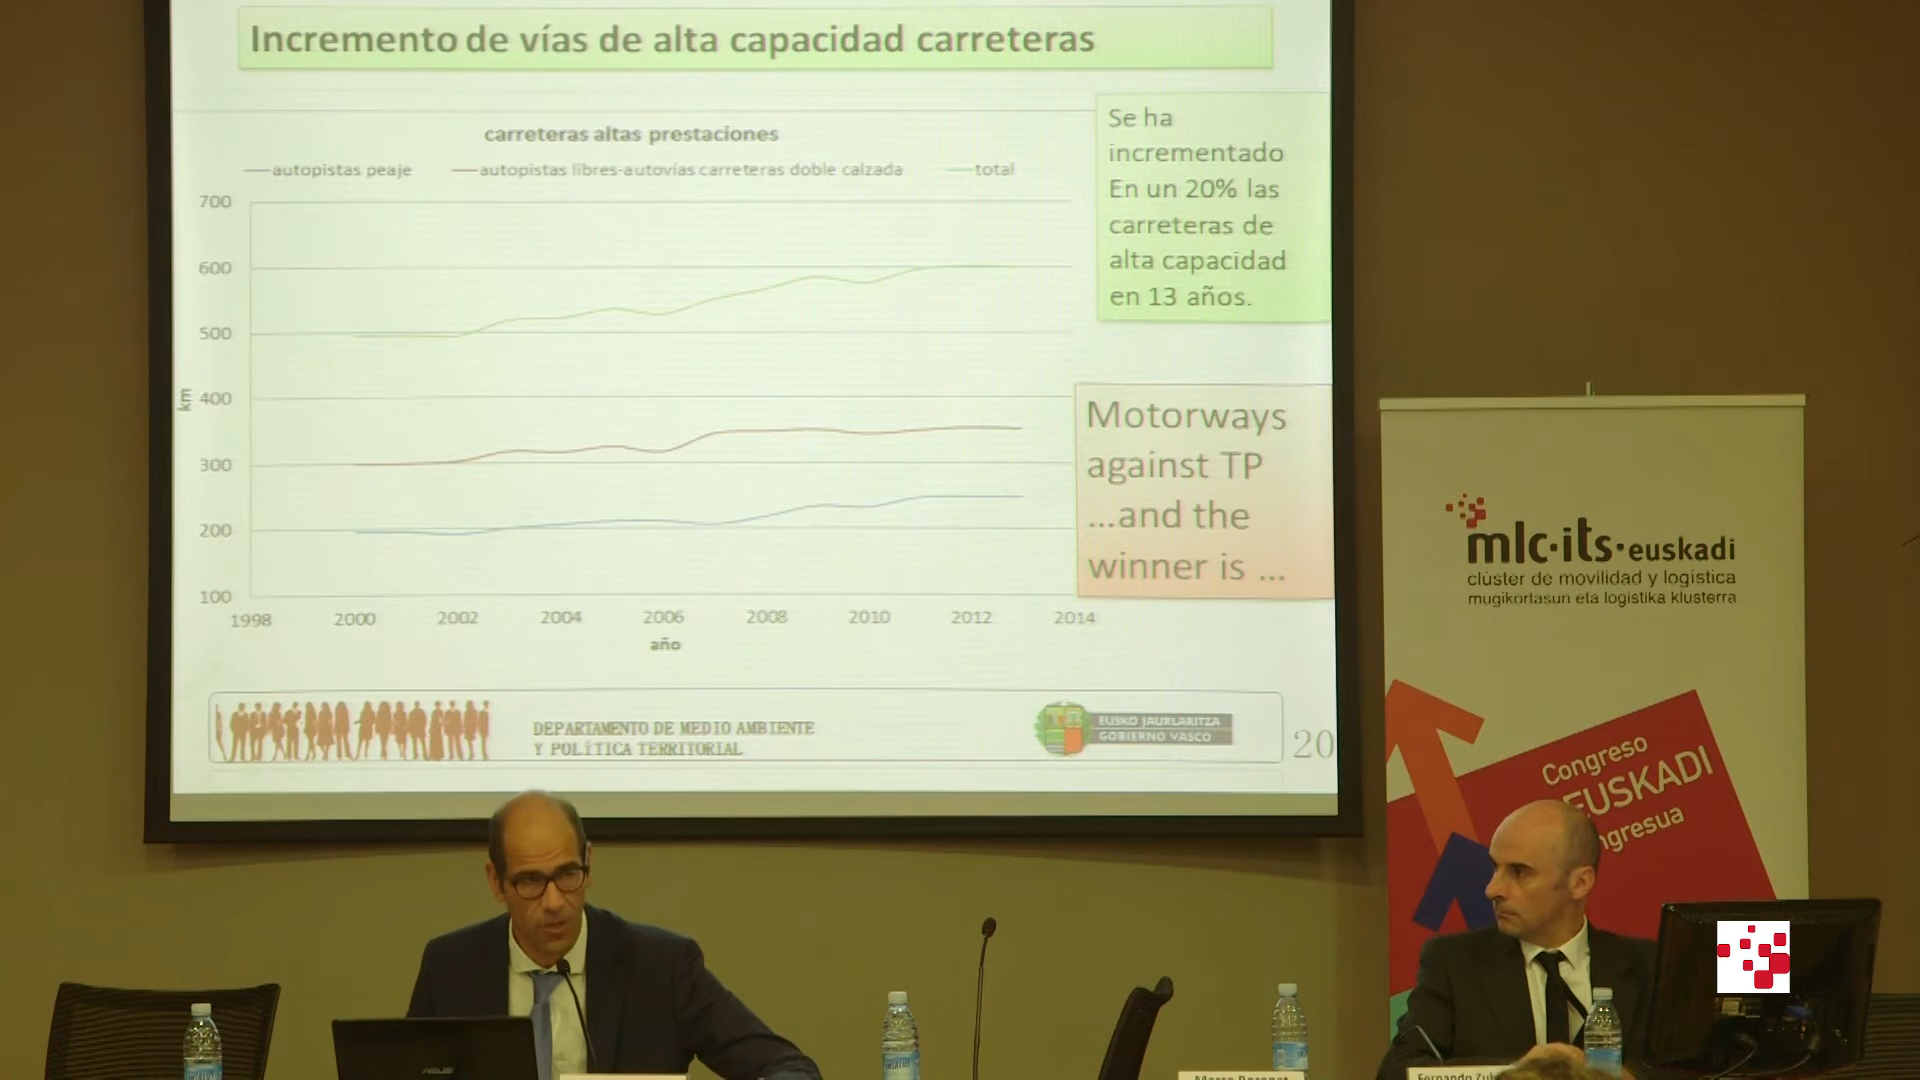 Incremento de vías de alta capacidad carreteras
carreteras altas prestaciones
autopistas peaje
autopistas libres-autovías carreteras doble calzada
total
700
600
500
400
300
200
100
km
1998 2000 2002 2004 2006 2008 2010 2012 2014
año
Se ha
incrementado
En un 20% las
carreteras de
alta capacidad
en 13 años.
Motorways
against TP
...and the
winner is ...
DEPARTAMENTO DE MEDIO AMBIENTE
Y POLÍTICA TERRITORIAL
EUSKO JAURLARITZA
GOBIERNO VASCO
20
mlc·its·euskadi
clúster de movilidad y logística
mugikortasun eta logistika klusterra
Congreso
EUSKADI
ngresua
ASUS
Fernando